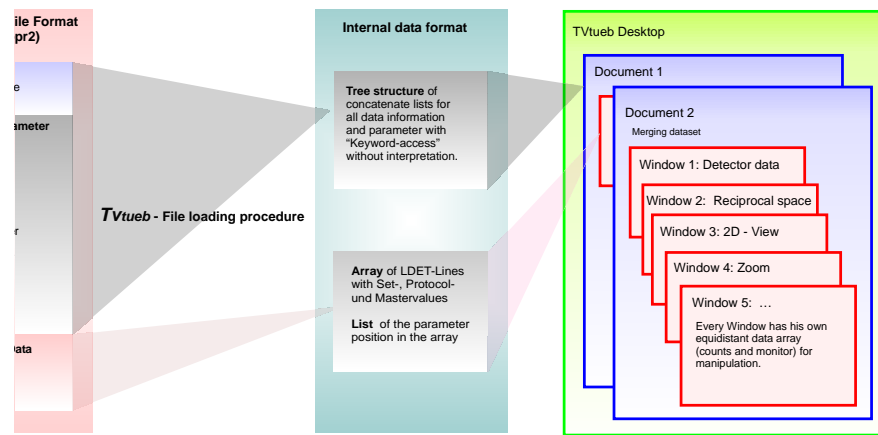 ile Format
pr2)
e
arameter
r
Data
TVtueb - File loading procedure
Internal data format
Tree structure of
concatenate lists for
all data information
and parameter with
“Keyword-access”
without interpretation.
Array of LDET-Lines
with Set-, Protocol-
und Mastervalues
List of the parameter
position in the array
TVtueb Desktop
Document 1
Document 2
Merging dataset
Window 1: Detector data
Window 2: Reciprocal space
Window 3: 2D - View
Window 4: Zoom
Window 5: …
Every Window has his own
equidistant data array
(counts and monitor) for
manipulation.